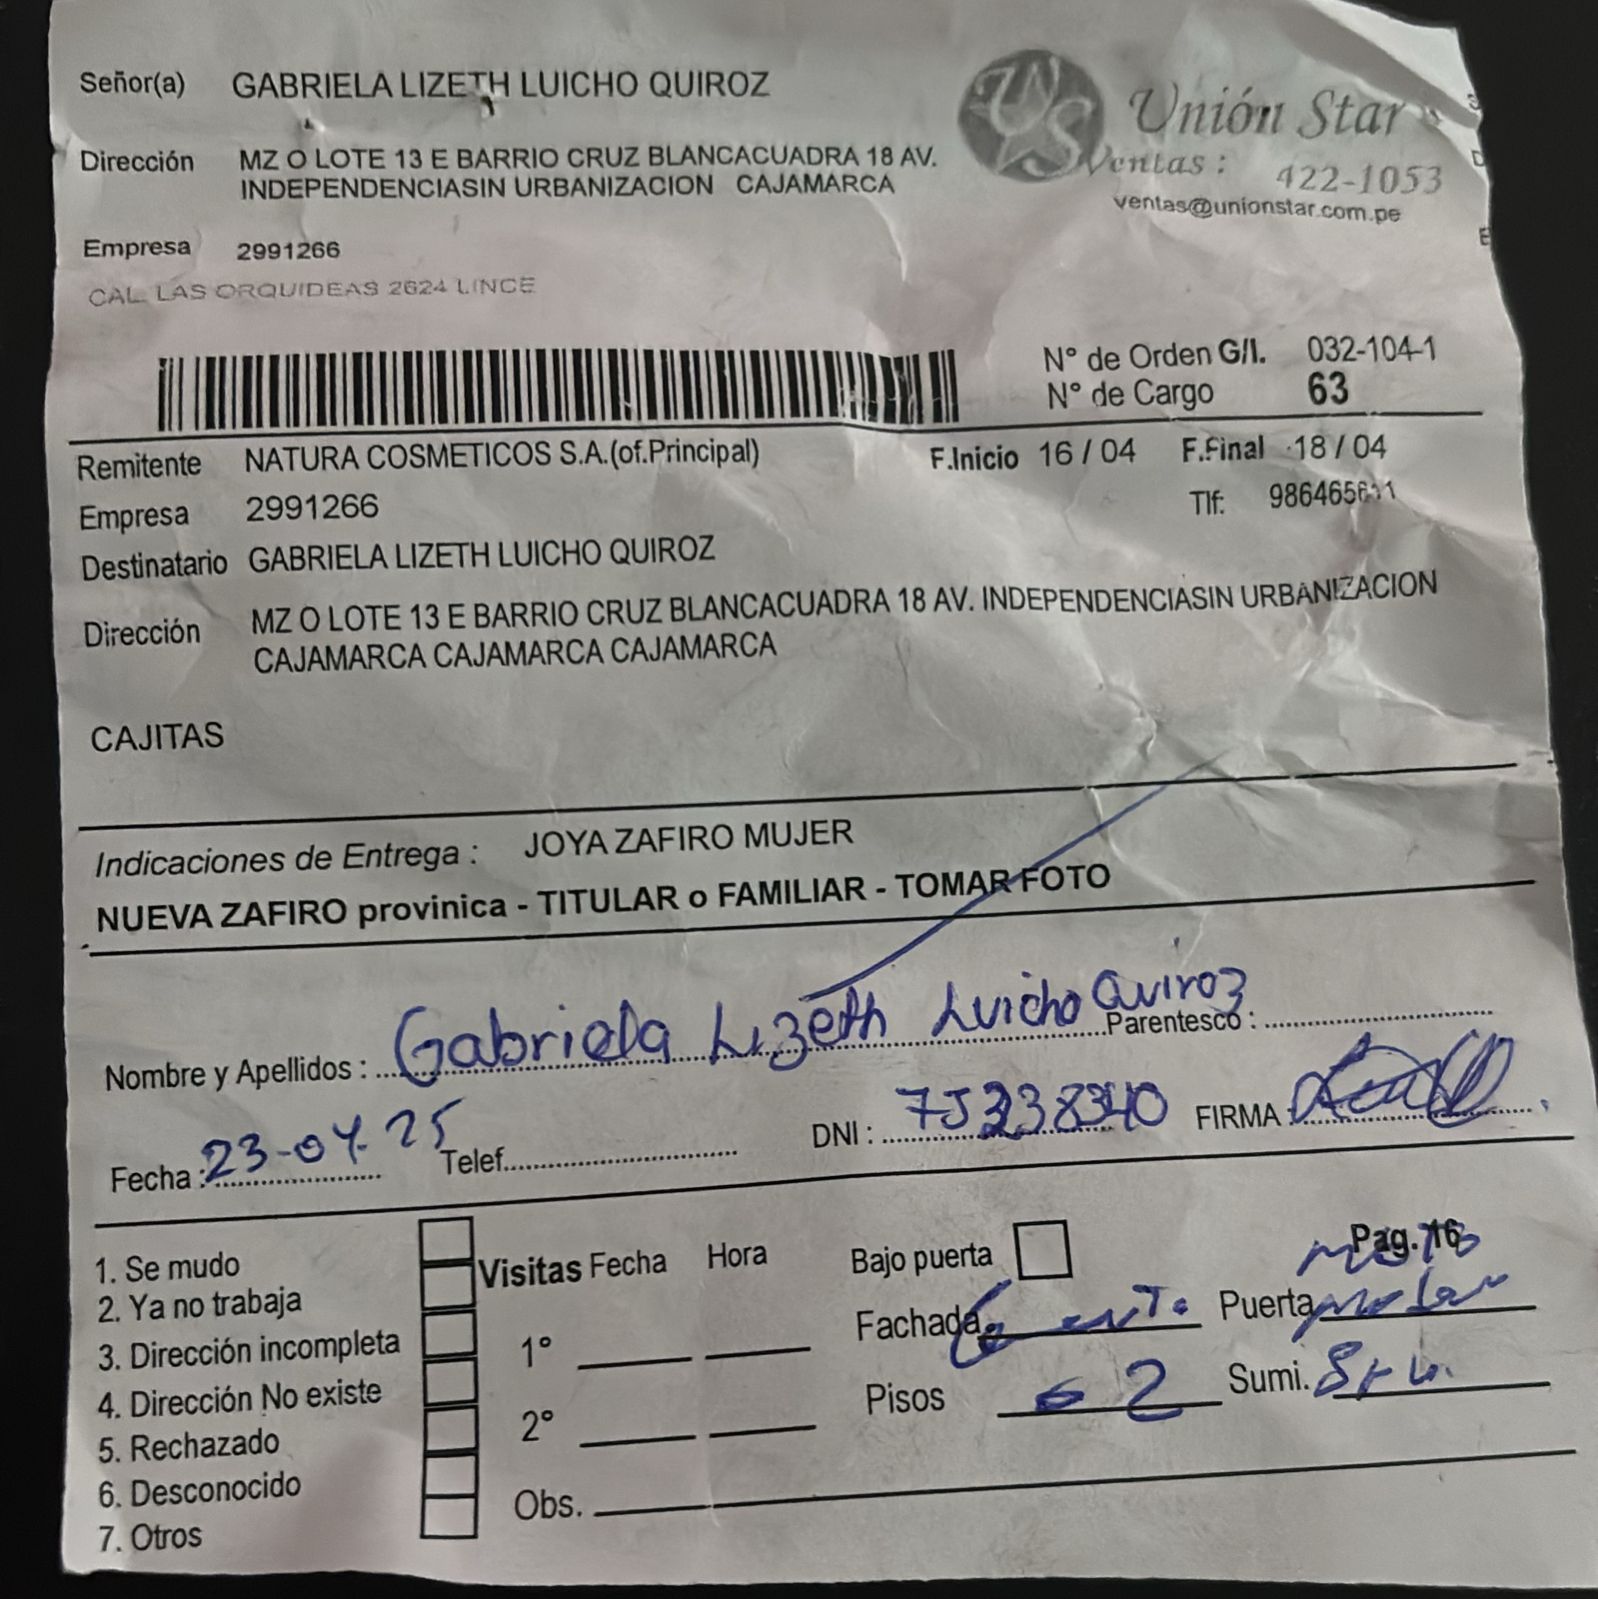 Señor(a) GABRIELA LIZETH LUICHO QUIROZ
Unión Star
Dirección MZ O LOTE 13 E BARRIO CRUZ BLANCACUADRA 18 AV.
INDEPENDENCIASIN URBANIZACION CAJAMARCA
Ventas : 422-1053
ventas@unionstar.com.pe
Empresa 2991266
CAL. LAS ORQUIDEAS 2624 LINCE
N° de Orden G/I. 032-104-1
N° de Cargo 63
Remitente NATURA COSMETICOS S.A.(of.Principal) F.Inicio 16 / 04 F.Final 18 / 04
Empresa 2991266 Tlf:
Destinatario GABRIELA LIZETH LUICHO QUIROZ
Dirección MZ O LOTE 13 E BARRIO CRUZ BLANCACUADRA 18 AV. INDEPENDENCIASIN URBANIZACION
CAJAMARCA CAJAMARCA CAJAMARCA
CAJITAS
Indicaciones de Entrega : JOYA ZAFIRO MUJER
NUEVA ZAFIRO provinica - TITULAR o FAMILIAR - TOMAR FOTO
Nombre y Apellidos : Gabriela Lizeth Luicho Quiroz Parentesco :
Fecha : 23-04-25 Telef. DNI : FIRMA :
1. Se mudo
2. Ya no trabaja
3. Dirección incompleta
4. Dirección No existe
5. Rechazado
6. Desconocido
7. Otros
Visitas Fecha Hora
1°
2°
Obs.
Bajo puerta
Pag. 16
Fachada Puerta
Pisos 2 Sumi.